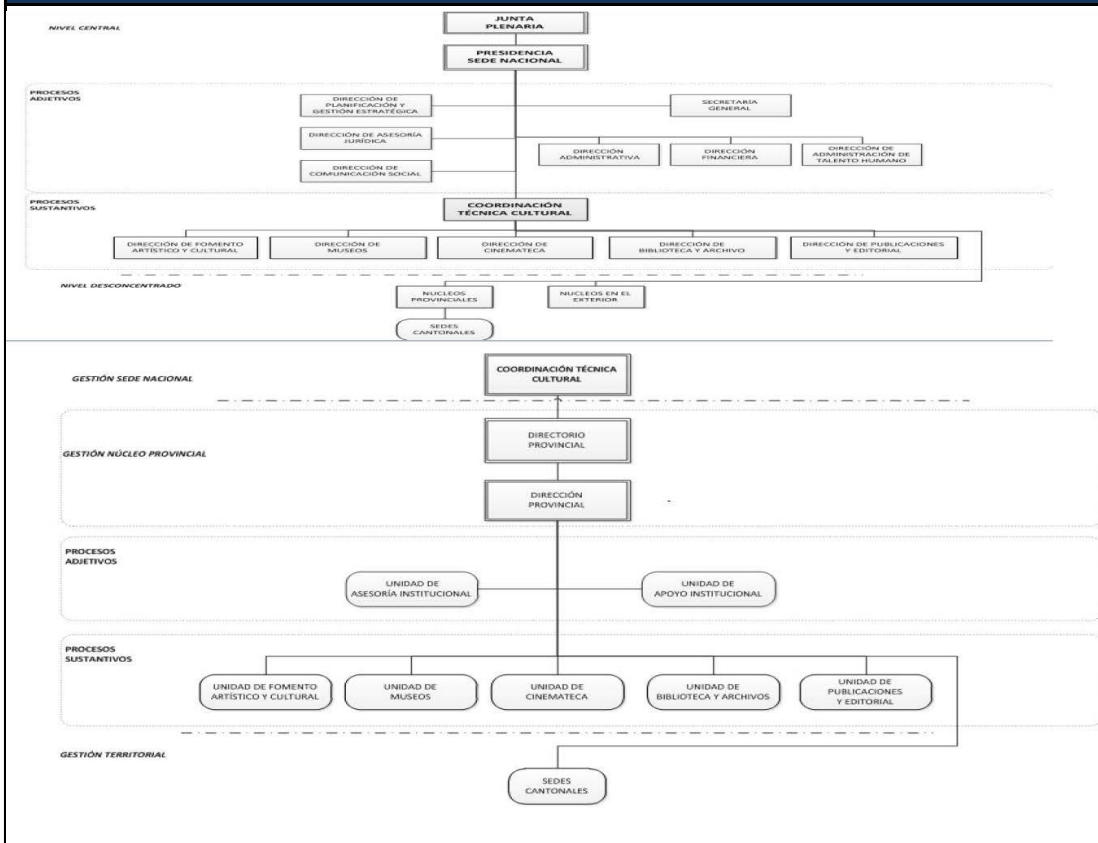 JUNTA
PLENARIA
NIVEL CENTRAL
PRESIDENCIA
SEDE NACIONAL
PROCESOS
ADJETIVOS
DIRECCIÓN DE
PLANIFICACIÓN Y
GESTIÓN ESTRATÉGICA
SECRETARÍA
GENERAL
DIRECCIÓN DE ASESORÍA
JURÍDICA
DIRECCIÓN
ADMINISTRATIVA
DIRECCIÓN
FINANCIERA
DIRECCIÓN DE
ADMINISTRACIÓN DE
TALENTO HUMANO
DIRECCIÓN DE
COMUNICACIÓN SOCIAL
PROCESOS
SUSTANTIVOS
COORDINACIÓN
TÉCNICA CULTURAL
DIRECCIÓN DE FOMENTO
ARTÍSTICO Y CULTURAL
DIRECCIÓN DE
MUSEOS
DIRECCIÓN DE
CINEMATECA
DIRECCIÓN DE
BIBLIOTECA Y ARCHIVO
DIRECCIÓN DE PUBLICACIONES
Y EDITORIAL
NIVEL DESCONCENTRADO
NUCLEOS
PROVINCIALES
NUCLEOS EN EL
EXTERIOR
SEDES
CANTONALES
GESTIÓN SEDE NACIONAL
COORDINACIÓN TÉCNICA
CULTURAL
GESTIÓN NÚCLEO PROVINCIAL
DIRECTORIO
PROVINCIAL
DIRECCIÓN
PROVINCIAL
PROCESOS
ADJETIVOS
UNIDAD DE
ASESORÍA INSTITUCIONAL
UNIDAD DE
APOYO INSTITUCIONAL
PROCESOS
SUSTANTIVOS
UNIDAD DE FOMENTO
ARTÍSTICO Y CULTURAL
UNIDAD DE
MUSEOS
UNIDAD DE
CINEMATECA
UNIDAD DE
BIBLIOTECA Y ARCHIVOS
UNIDAD DE
PUBLICACIONES
Y EDITORIAL
GESTIÓN TERRITORIAL
SEDES
CANTONALES